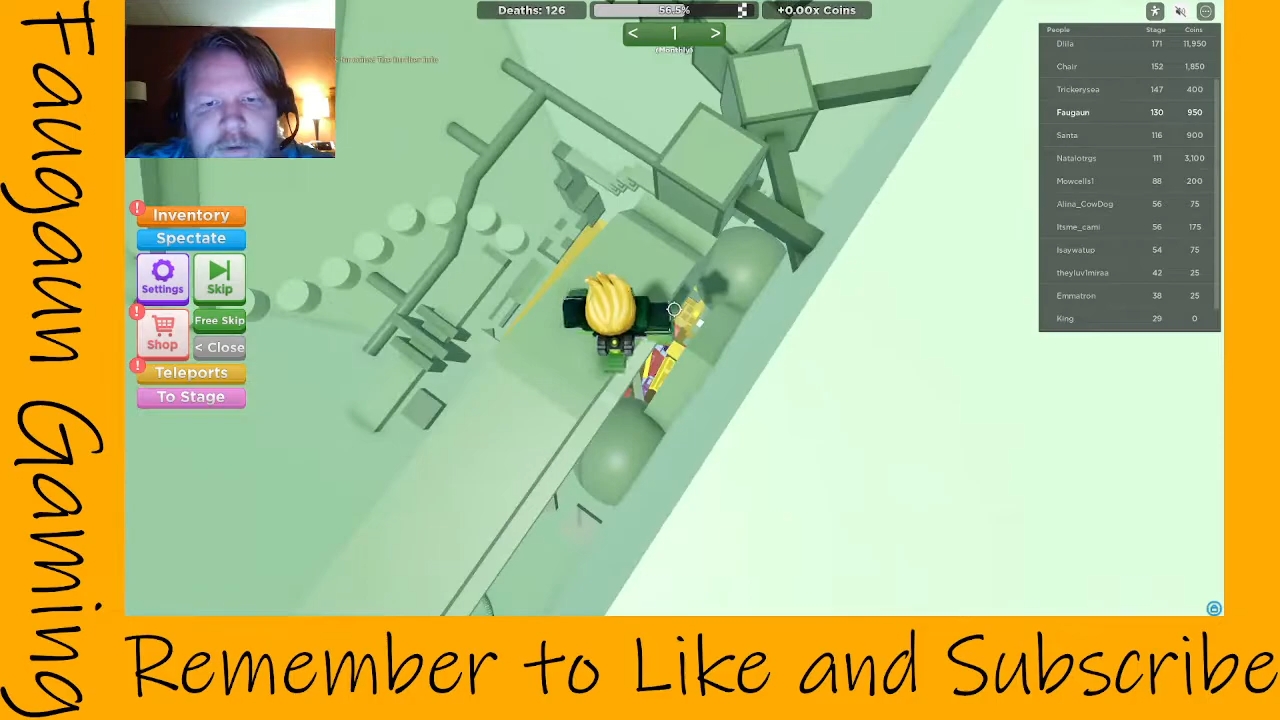 Faugaun Gaming
Deaths: 126
56.5%
+0.00x Coins
< 1 >
(Monthly)
People Stage Coins
Dlila 171 11,950
Chair 152 1,850
Trickerysea 147 400
Faugaun 130 950
Santa 116 900
Natalotrgs 111 3,100
Mowcells1 88 200
Alina_CowDog 56 75
Itsme_cami 56 175
Isaywatup 54 75
theyluv1miraa 42 25
Emmatron 38 25
King 29 0
! Inventory
Spectate
Settings
Skip
! Shop
Free Skip
< Close
! Teleports
To Stage
Remember to Like and Subscribe